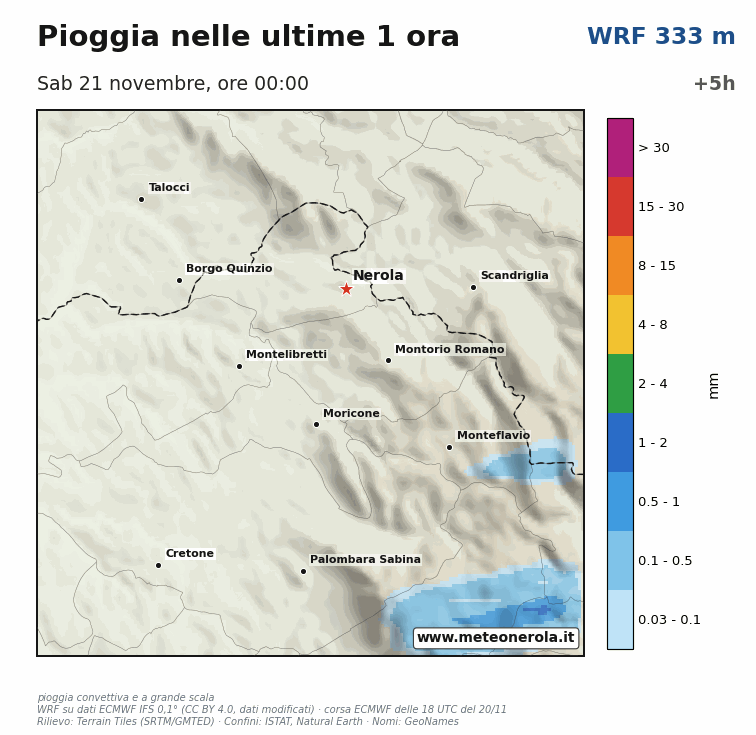 Pioggia nelle ultime 1 ora
WRF 333 m
Sab 21 novembre, ore 00:00
+5h
Talocci
Borgo Quinzio
Nerola
Scandriglia
Montelibretti
Montorio Romano
Moricone
Monteflavio
Cretone
Palombara Sabina
www.meteonerola.it
> 30
15 - 30
8 - 15
4 - 8
2 - 4
1 - 2
0.5 - 1
0.1 - 0.5
0.03 - 0.1
mm
pioggia convettiva e a grande scala
WRF su dati ECMWF IFS 0,1° (CC BY 4.0, dati modificati) · corsa ECMWF delle 18 UTC del 20/11
Rilievo: Terrain Tiles (SRTM/GMTED) · Confini: ISTAT, Natural Earth · Nomi: GeoNames